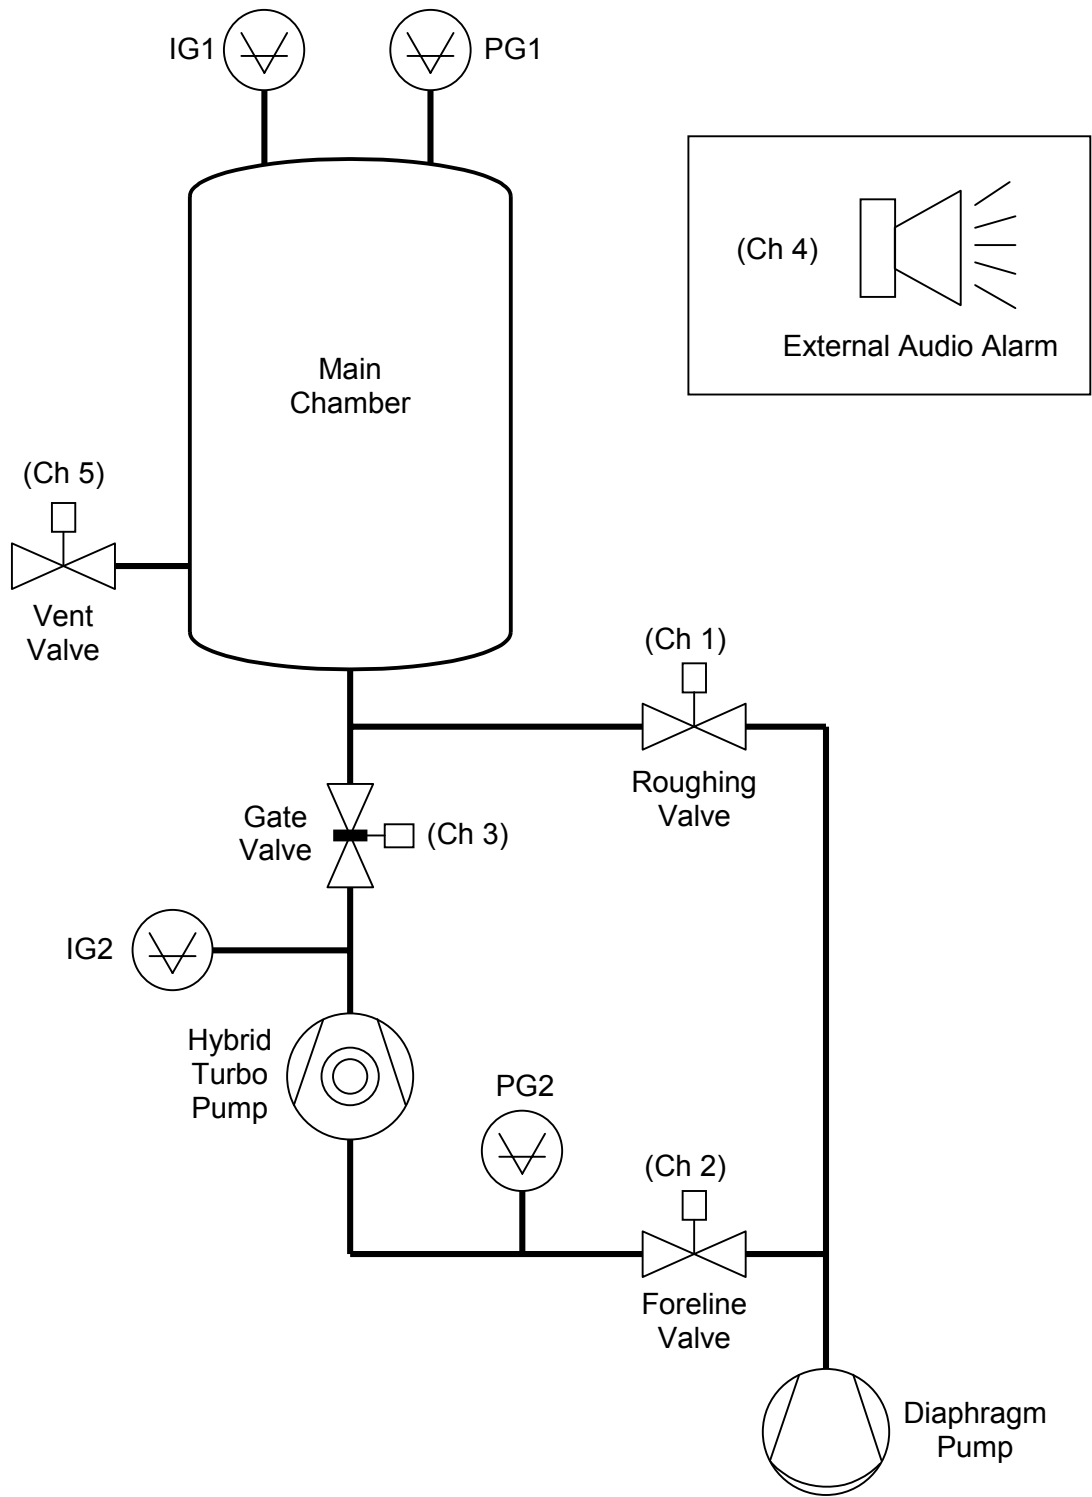 IG1
PG1
(Ch 4)
External Audio Alarm
Main
Chamber
(Ch 5)
Vent
Valve
(Ch 1)
Roughing
Valve
Gate
Valve
(Ch 3)
IG2
Hybrid
Turbo
Pump
PG2
(Ch 2)
Foreline
Valve
Diaphragm
Pump